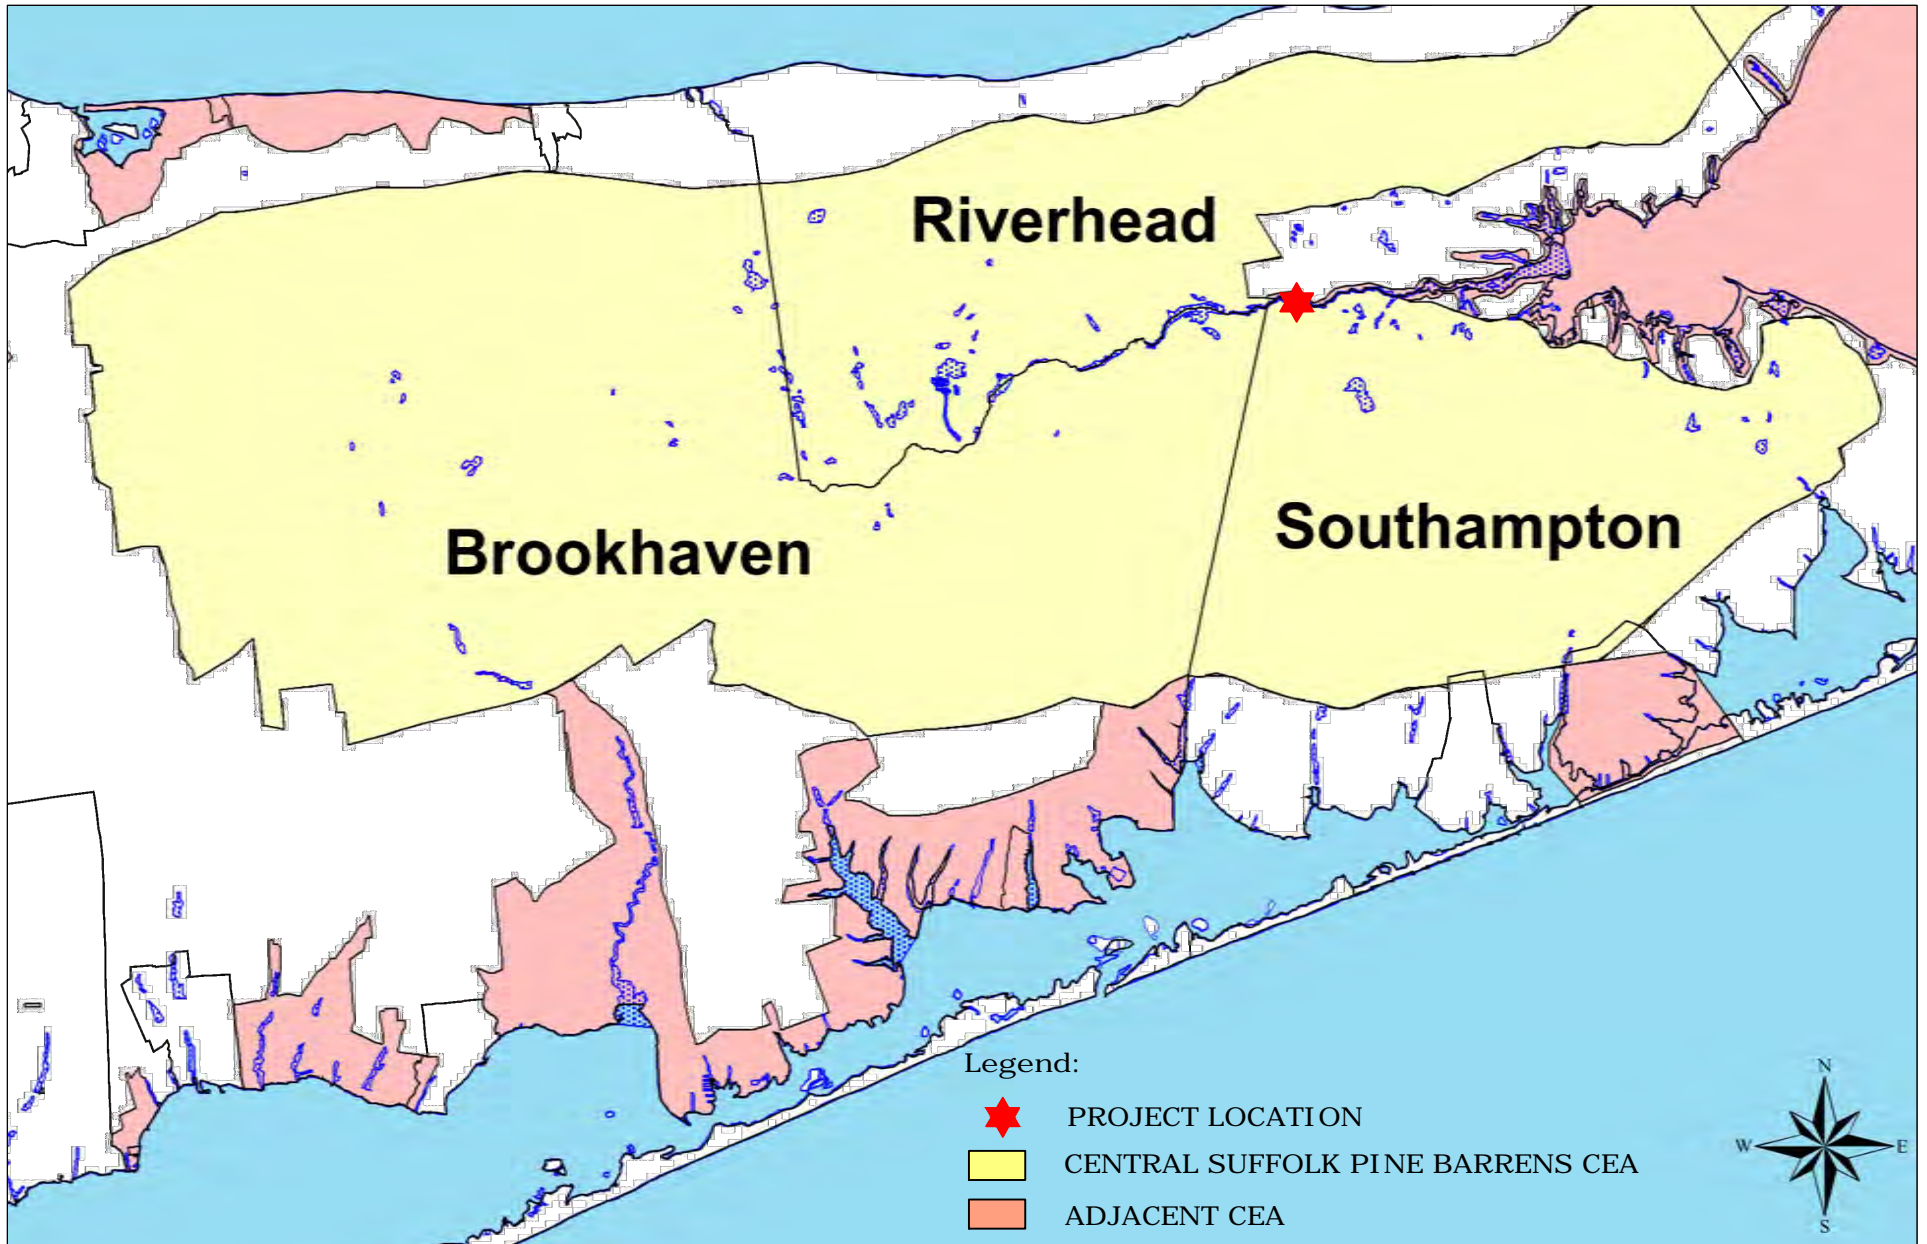 Riverhead
Southampton
Brookhaven
Legend:
PROJECT LOCATION
CENTRAL SUFFOLK PINE BARRENS CEA
ADJACENT CEA
N
W E
S